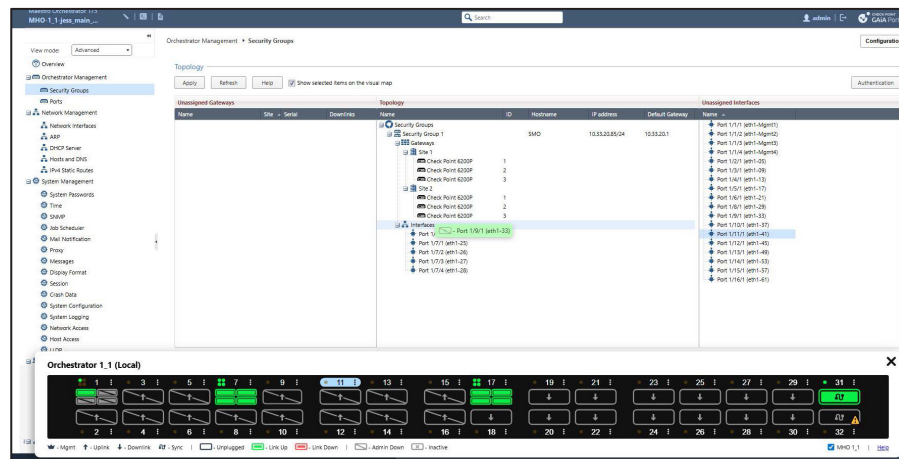 Maestro Orchestrator 175
MHO-1_1-jess_main_...
Search
admin
CHECK POINT
GAiA Port
View mode: Advanced
Orchestrator Management ▸ Security Groups
Configuratio
Overview
Orchestrator Management
Security Groups
Ports
Network Management
Network Interfaces
ARP
DHCP Server
Hosts and DNS
IPv4 Static Routes
System Management
System Passwords
Time
SNMP
Job Scheduler
Mail Notification
Proxy
Messages
Display Format
Session
Crash Data
System Configuration
System Logging
Network Access
Host Access
LLDP
Topology
Apply Refresh Help Show selected items on the visual map Authentication
Unassigned Gateways
Name Site Serial Downlinks
Topology
Name ID Hostname IP address Default Gateway
Security Groups
Security Group 1 SMO 10.33.20.85/24 10.33.20.1
Gateways
Site 1
Check Point 6200P 1
Check Point 6200P 2
Check Point 6200P 3
Site 2
Check Point 6200P 1
Check Point 6200P 2
Check Point 6200P 3
Interfaces
Port 1/
- Port 1/9/1 (eth1-33)
Port 1/7/1 (eth1-25)
Port 1/7/2 (eth1-26)
Port 1/7/3 (eth1-27)
Port 1/7/4 (eth1-28)
Unassigned Interfaces
Name
Port 1/1/1 (eth1-Mgmt1)
Port 1/1/2 (eth1-Mgmt2)
Port 1/1/3 (eth1-Mgmt3)
Port 1/1/4 (eth1-Mgmt4)
Port 1/2/1 (eth1-05)
Port 1/3/1 (eth1-09)
Port 1/4/1 (eth1-13)
Port 1/5/1 (eth1-17)
Port 1/6/1 (eth1-21)
Port 1/8/1 (eth1-29)
Port 1/9/1 (eth1-33)
Port 1/10/1 (eth1-37)
Port 1/11/1 (eth1-41)
Port 1/12/1 (eth1-45)
Port 1/13/1 (eth1-49)
Port 1/14/1 (eth1-53)
Port 1/15/1 (eth1-57)
Port 1/16/1 (eth1-61)
Orchestrator 1_1 (Local)
1 3 5 7 9 11 13 15 17 19 21 23 25 27 29 31
2 4 6 8 10 12 14 16 18 20 22 24 26 28 30 32
- Mgmt - Uplink - Downlink - Sync | - Unplugged - Link Up - Link Down | - Admin Down - Inactive
MHO 1_1 | Help